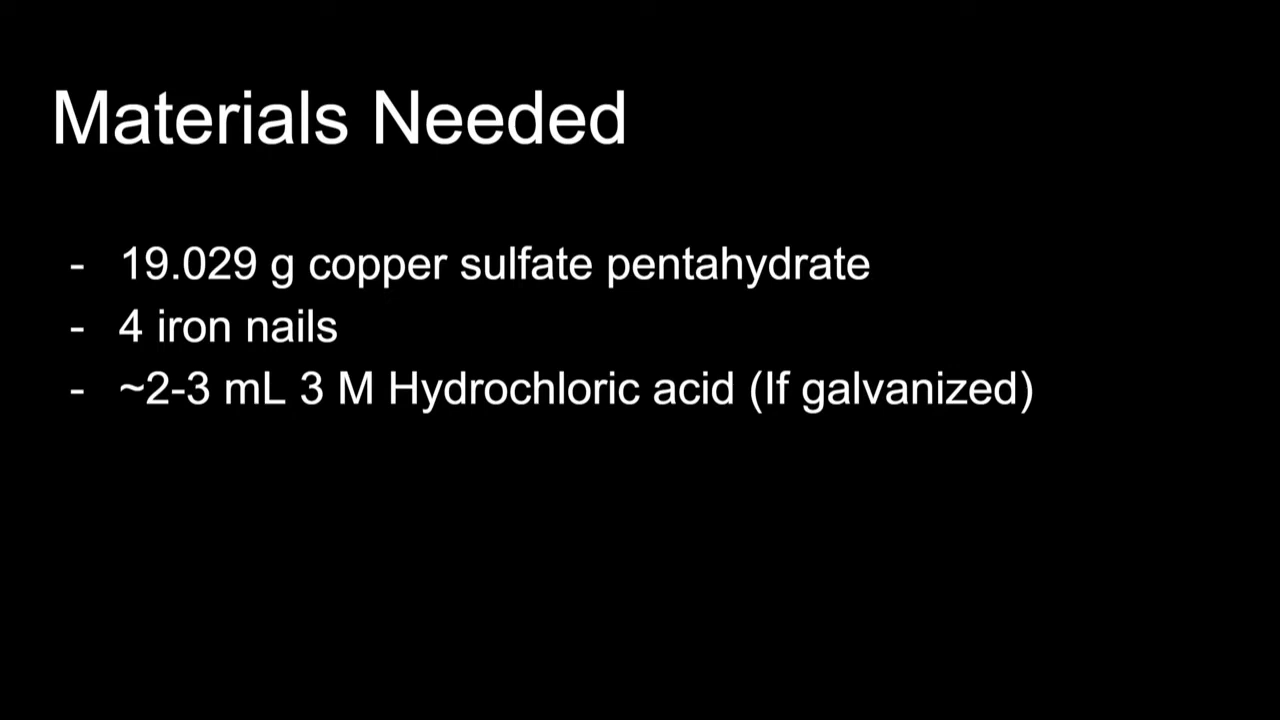 Materials Needed
- 19.029 g copper sulfate pentahydrate
- 4 iron nails
- ~2-3 mL 3 M Hydrochloric acid (If galvanized)